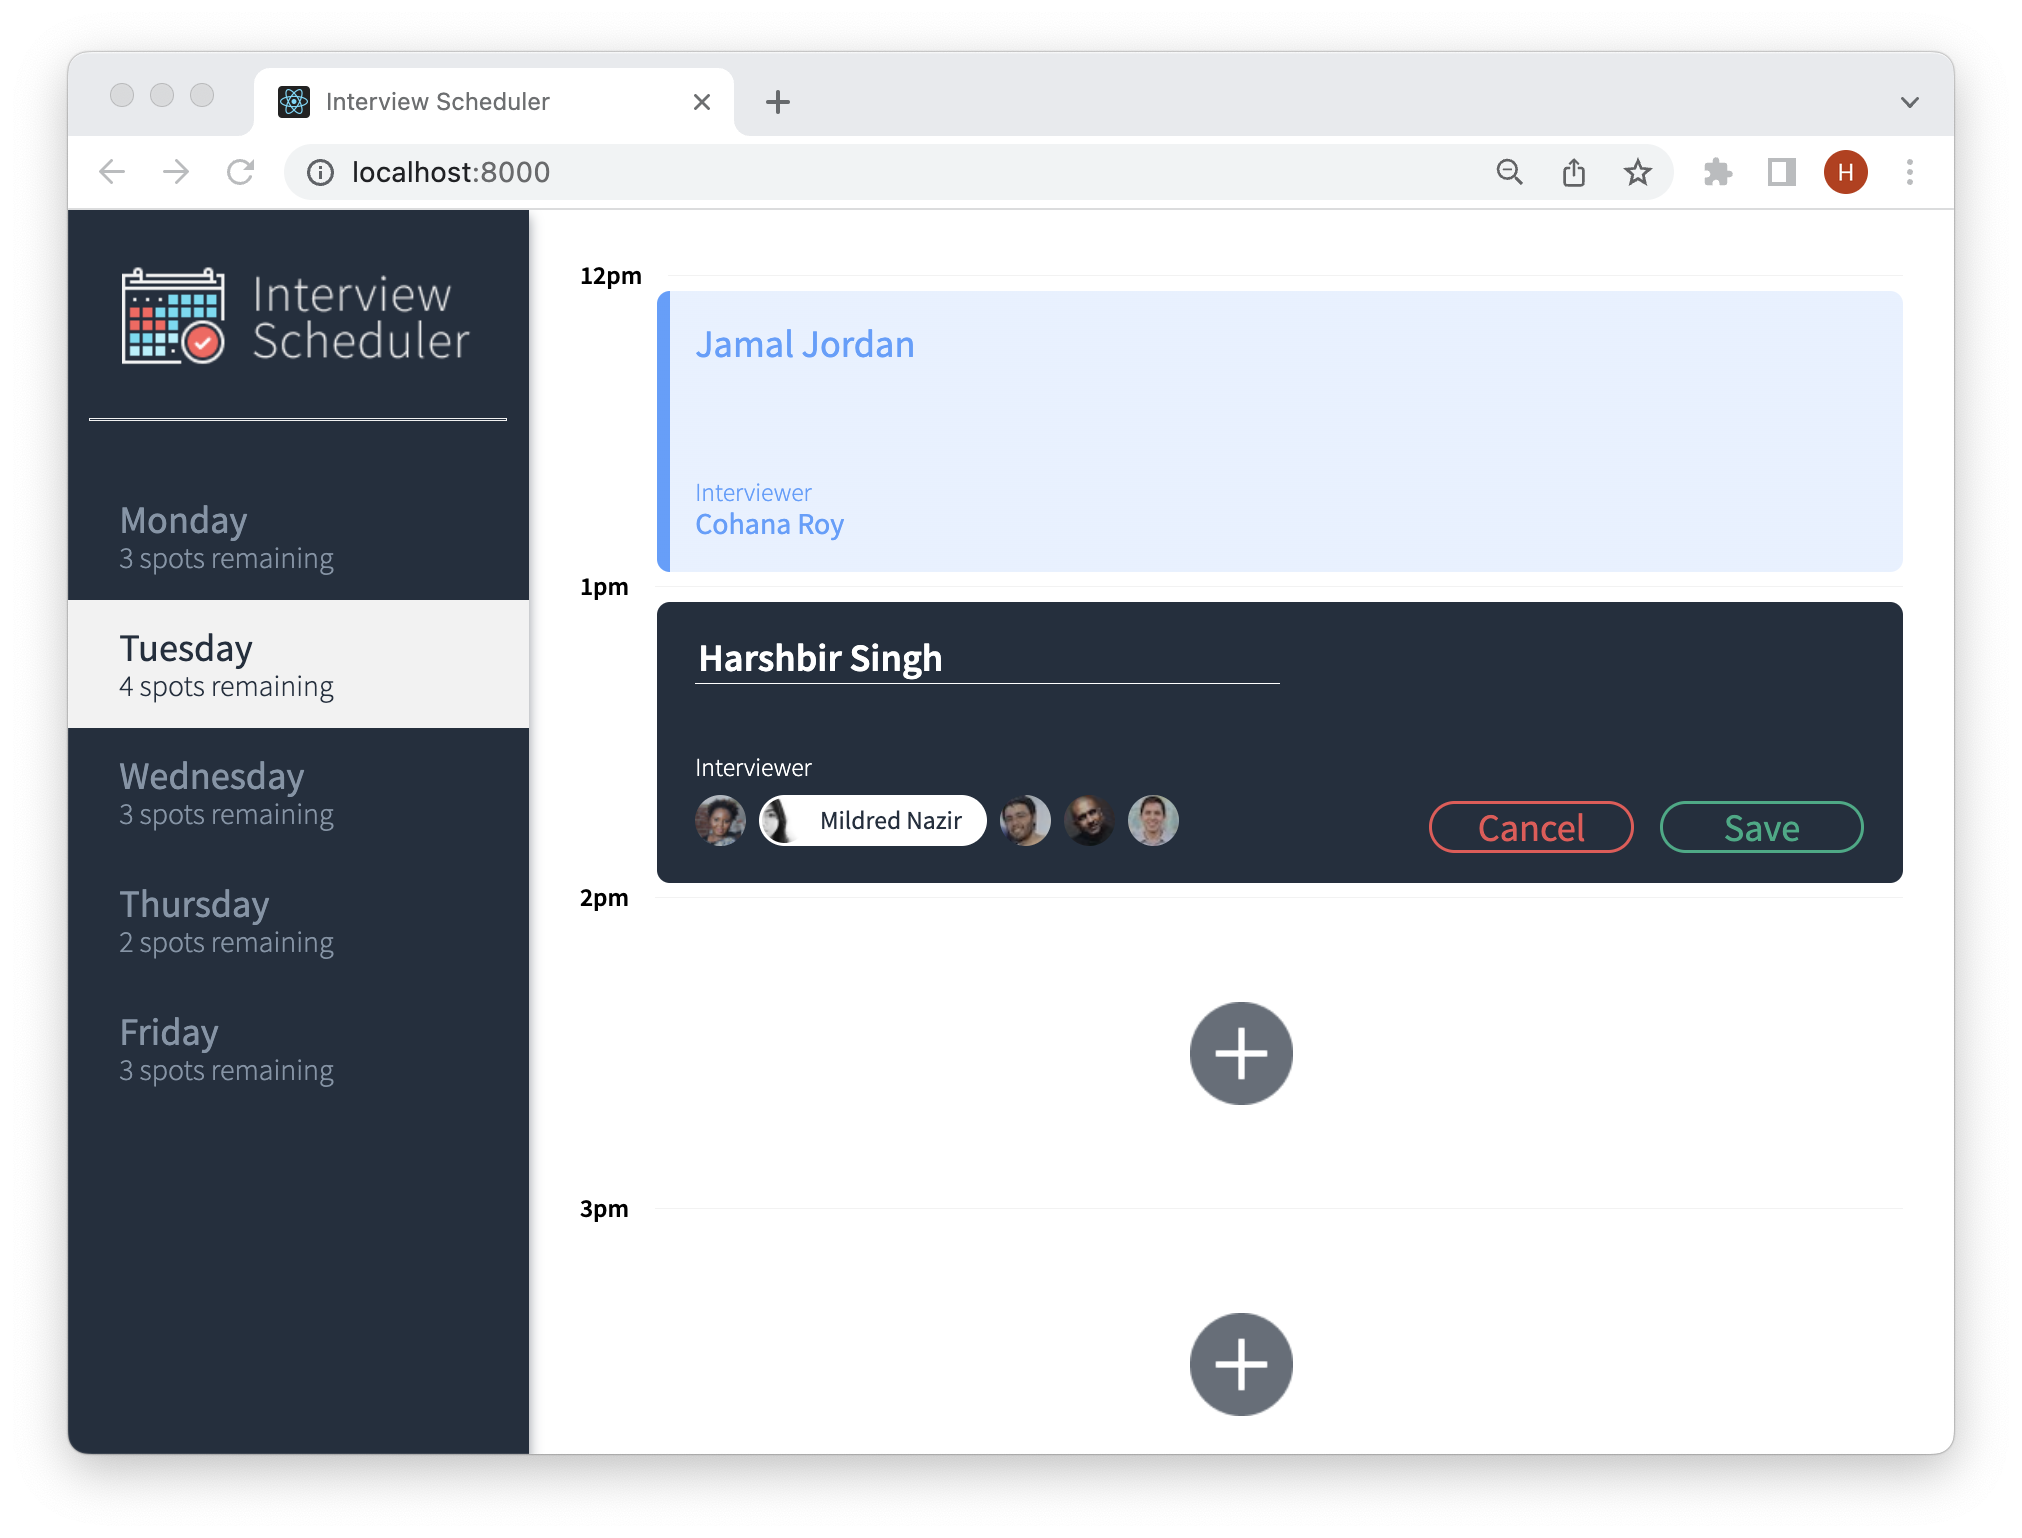 Interview Scheduler
localhost:8000
H
Interview
Scheduler
Monday
3 spots remaining
Tuesday
4 spots remaining
Wednesday
3 spots remaining
Thursday
2 spots remaining
Friday
3 spots remaining
12pm
Jamal Jordan
Interviewer
Cohana Roy
1pm
Harshbir Singh
Interviewer
Mildred Nazir
Cancel
Save
2pm
3pm